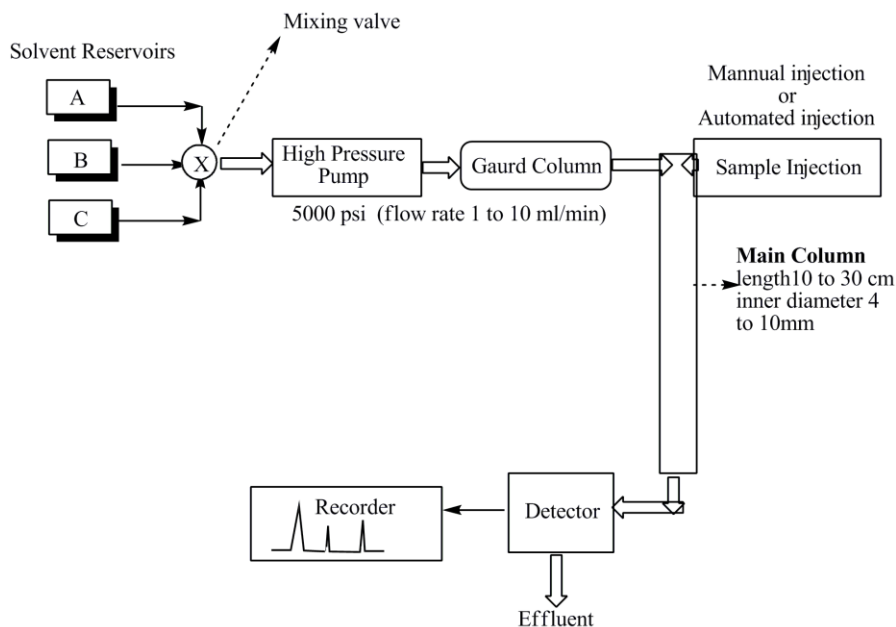 Mixing valve
Solvent Reservoirs
A
B
C
X
High Pressure
Pump
Gaurd Column
Mannual injection
or
Automated injection
Sample Injection
5000 psi (flow rate 1 to 10 ml/min)
Main Column
length10 to 30 cm
inner diameter 4
to 10mm
Recorder
Detector
Effluent